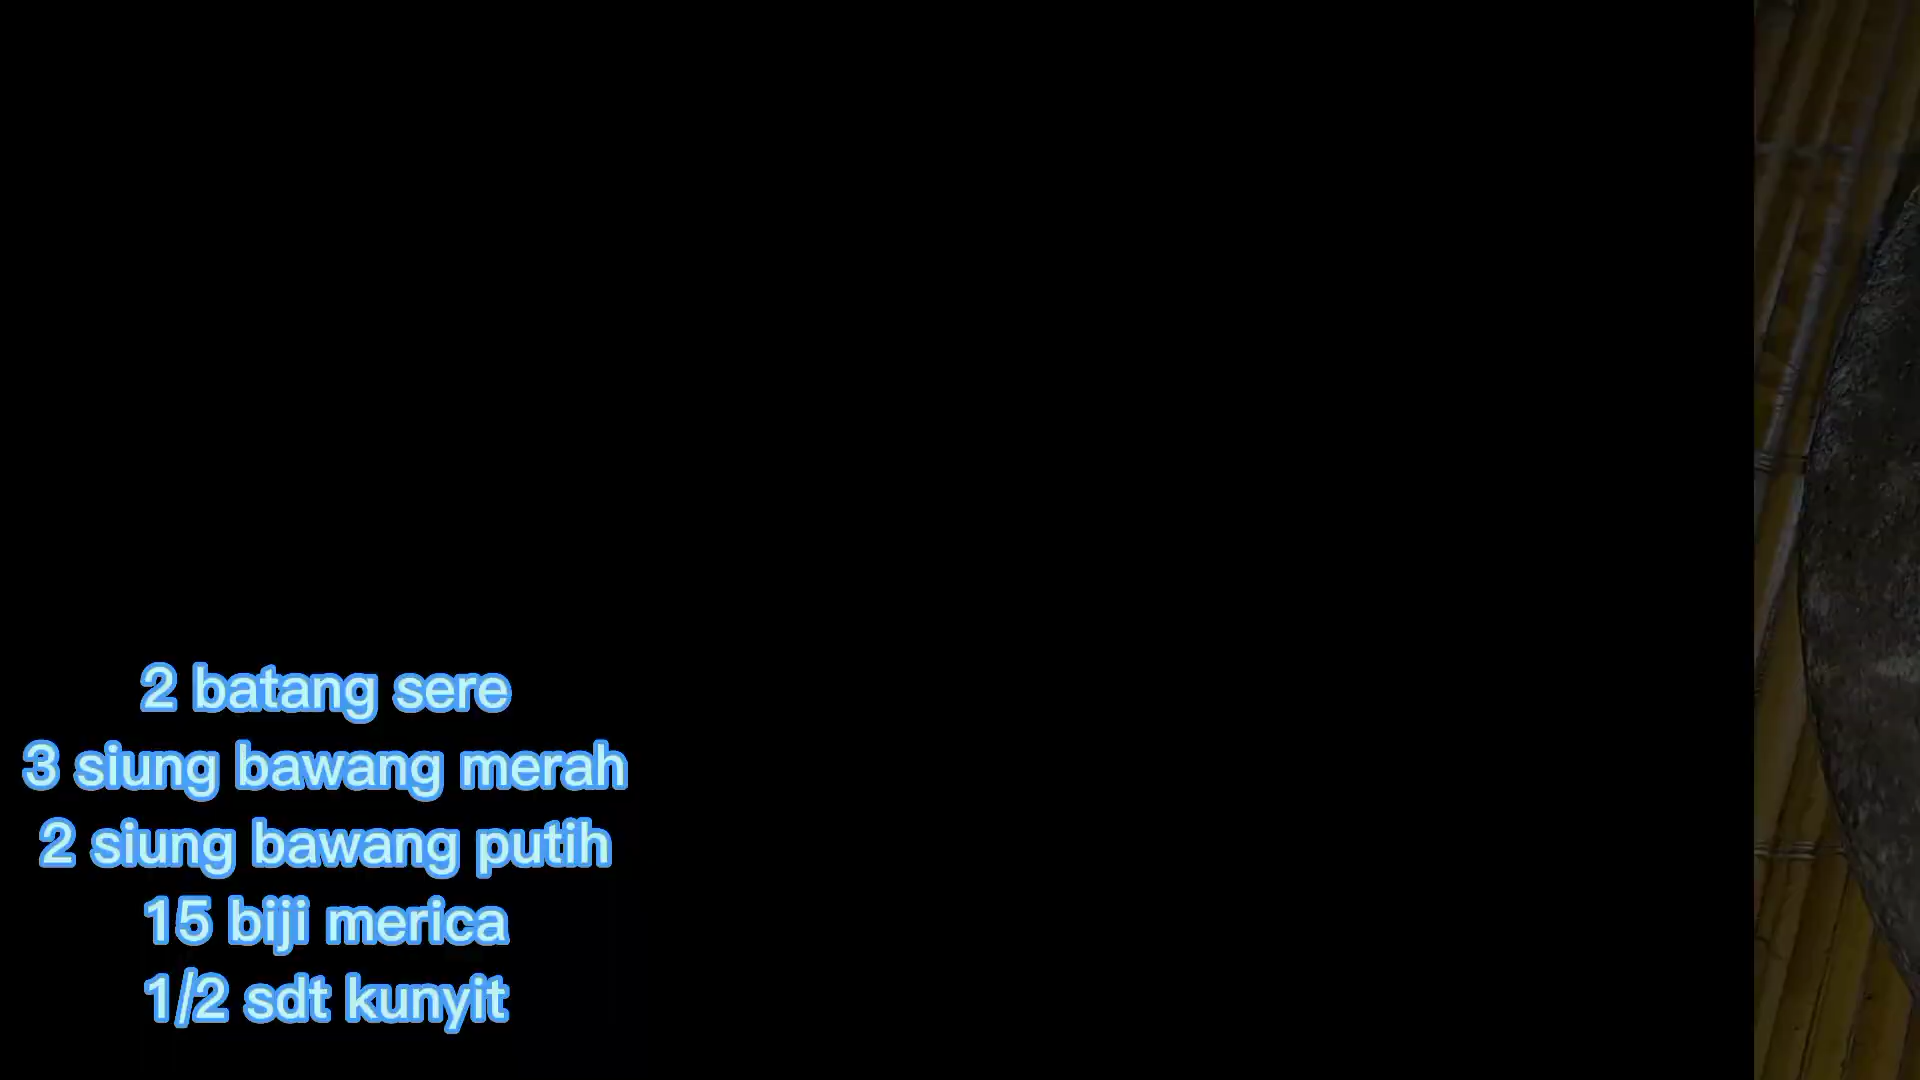 2 batang sere
3 siung bawang merah
2 siung bawang putih
15 biji merica
1/2 sdt kunyit